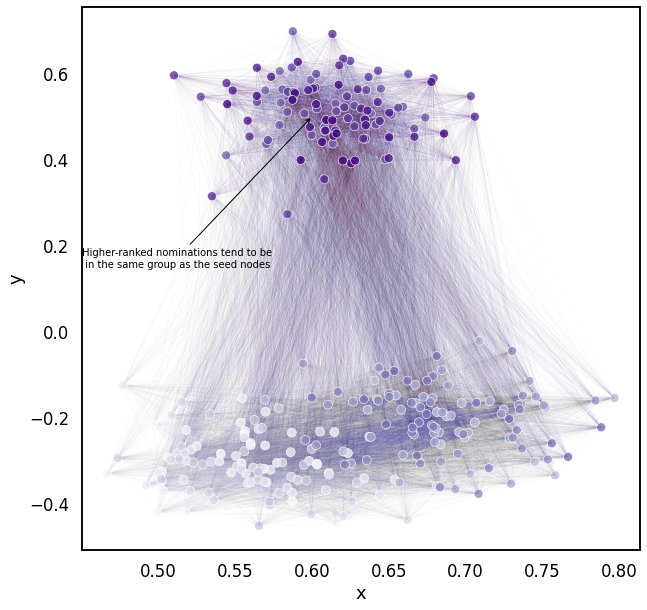 0.6
0.4
0.2
0.0
−0.2
−0.4
y
Higher-ranked nominations tend to be
in the same group as the seed nodes
0.50 0.55 0.60 0.65 0.70 0.75 0.80
x